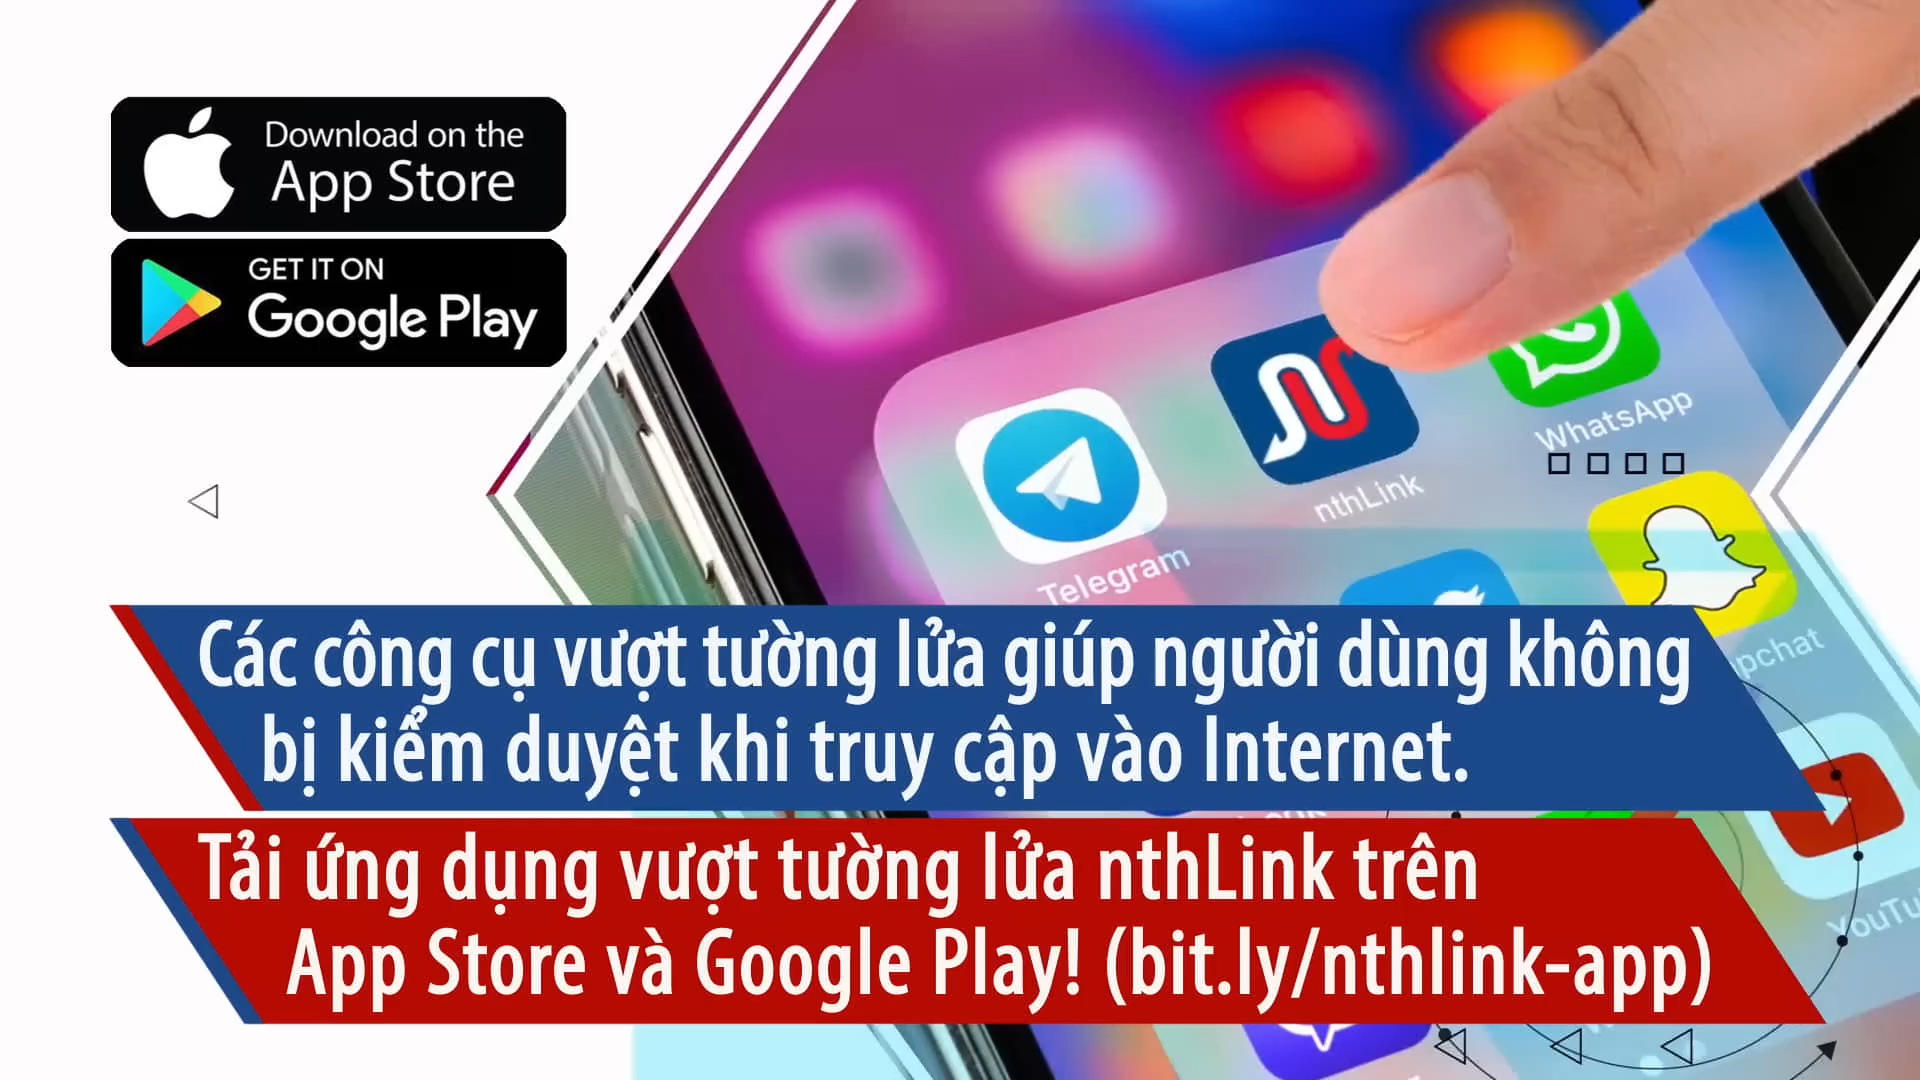 Download on the
App Store
GET IT ON
Google Play
WhatsApp
nthLink
Telegram
pchat
Các công cụ vượt tường lửa giúp người dùng không
bị kiểm duyệt khi truy cập vào Internet.
Tải ứng dụng vượt tường lửa nthLink trên
App Store và Google Play! (bit.ly/nthlink-app)
YouTu